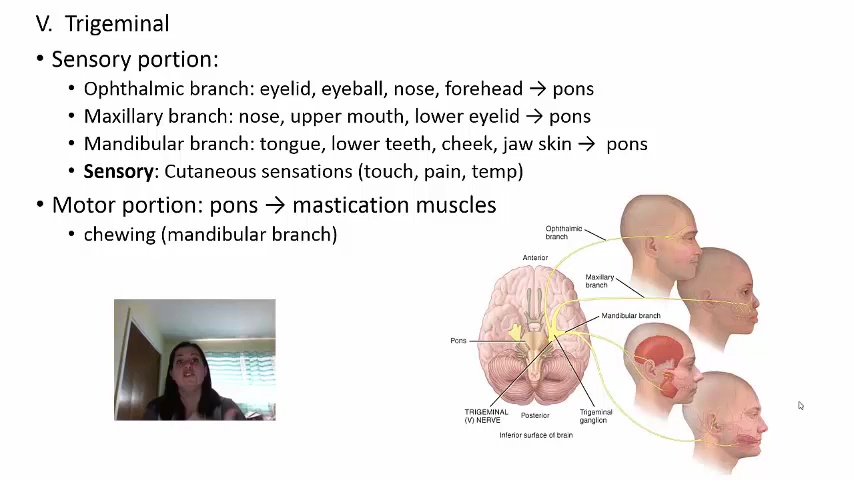 V. Trigeminal
• Sensory portion:
• Ophthalmic branch: eyelid, eyeball, nose, forehead → pons
• Maxillary branch: nose, upper mouth, lower eyelid → pons
• Mandibular branch: tongue, lower teeth, cheek, jaw skin → pons
• Sensory: Cutaneous sensations (touch, pain, temp)
• Motor portion: pons → mastication muscles
• chewing (mandibular branch)
Ophthalmic
branch
Anterior
Maxillary
branch
Mandibular branch
Pons
TRIGEMINAL
(V) NERVE
Posterior
Trigeminal
ganglion
Inferior surface of brain